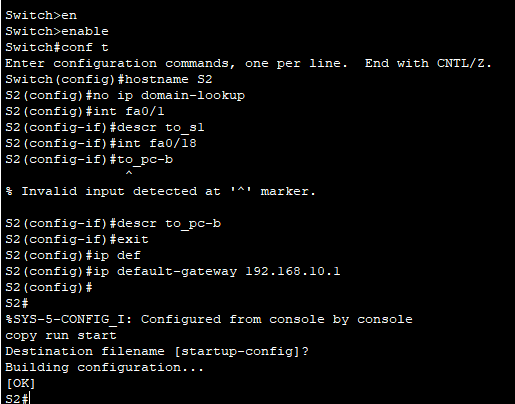 Switch>en
Switch>enable
Switch#conf t
Enter configuration commands, one per line.  End with CNTL/Z.
Switch(config)#hostname S2
S2(config)#no ip domain-lookup
S2(config)#int fa0/1
S2(config-if)#descr to_s1
S2(config-if)#int fa0/18
S2(config-if)#to_pc-b
^
% Invalid input detected at '^' marker.
S2(config-if)#descr to_pc-b
S2(config-if)#exit
S2(config)#ip def
S2(config)#ip default-gateway 192.168.10.1
S2(config)#
S2#
%SYS-5-CONFIG_I: Configured from console by console
copy run start
Destination filename [startup-config]?
Building configuration...
[OK]
S2#